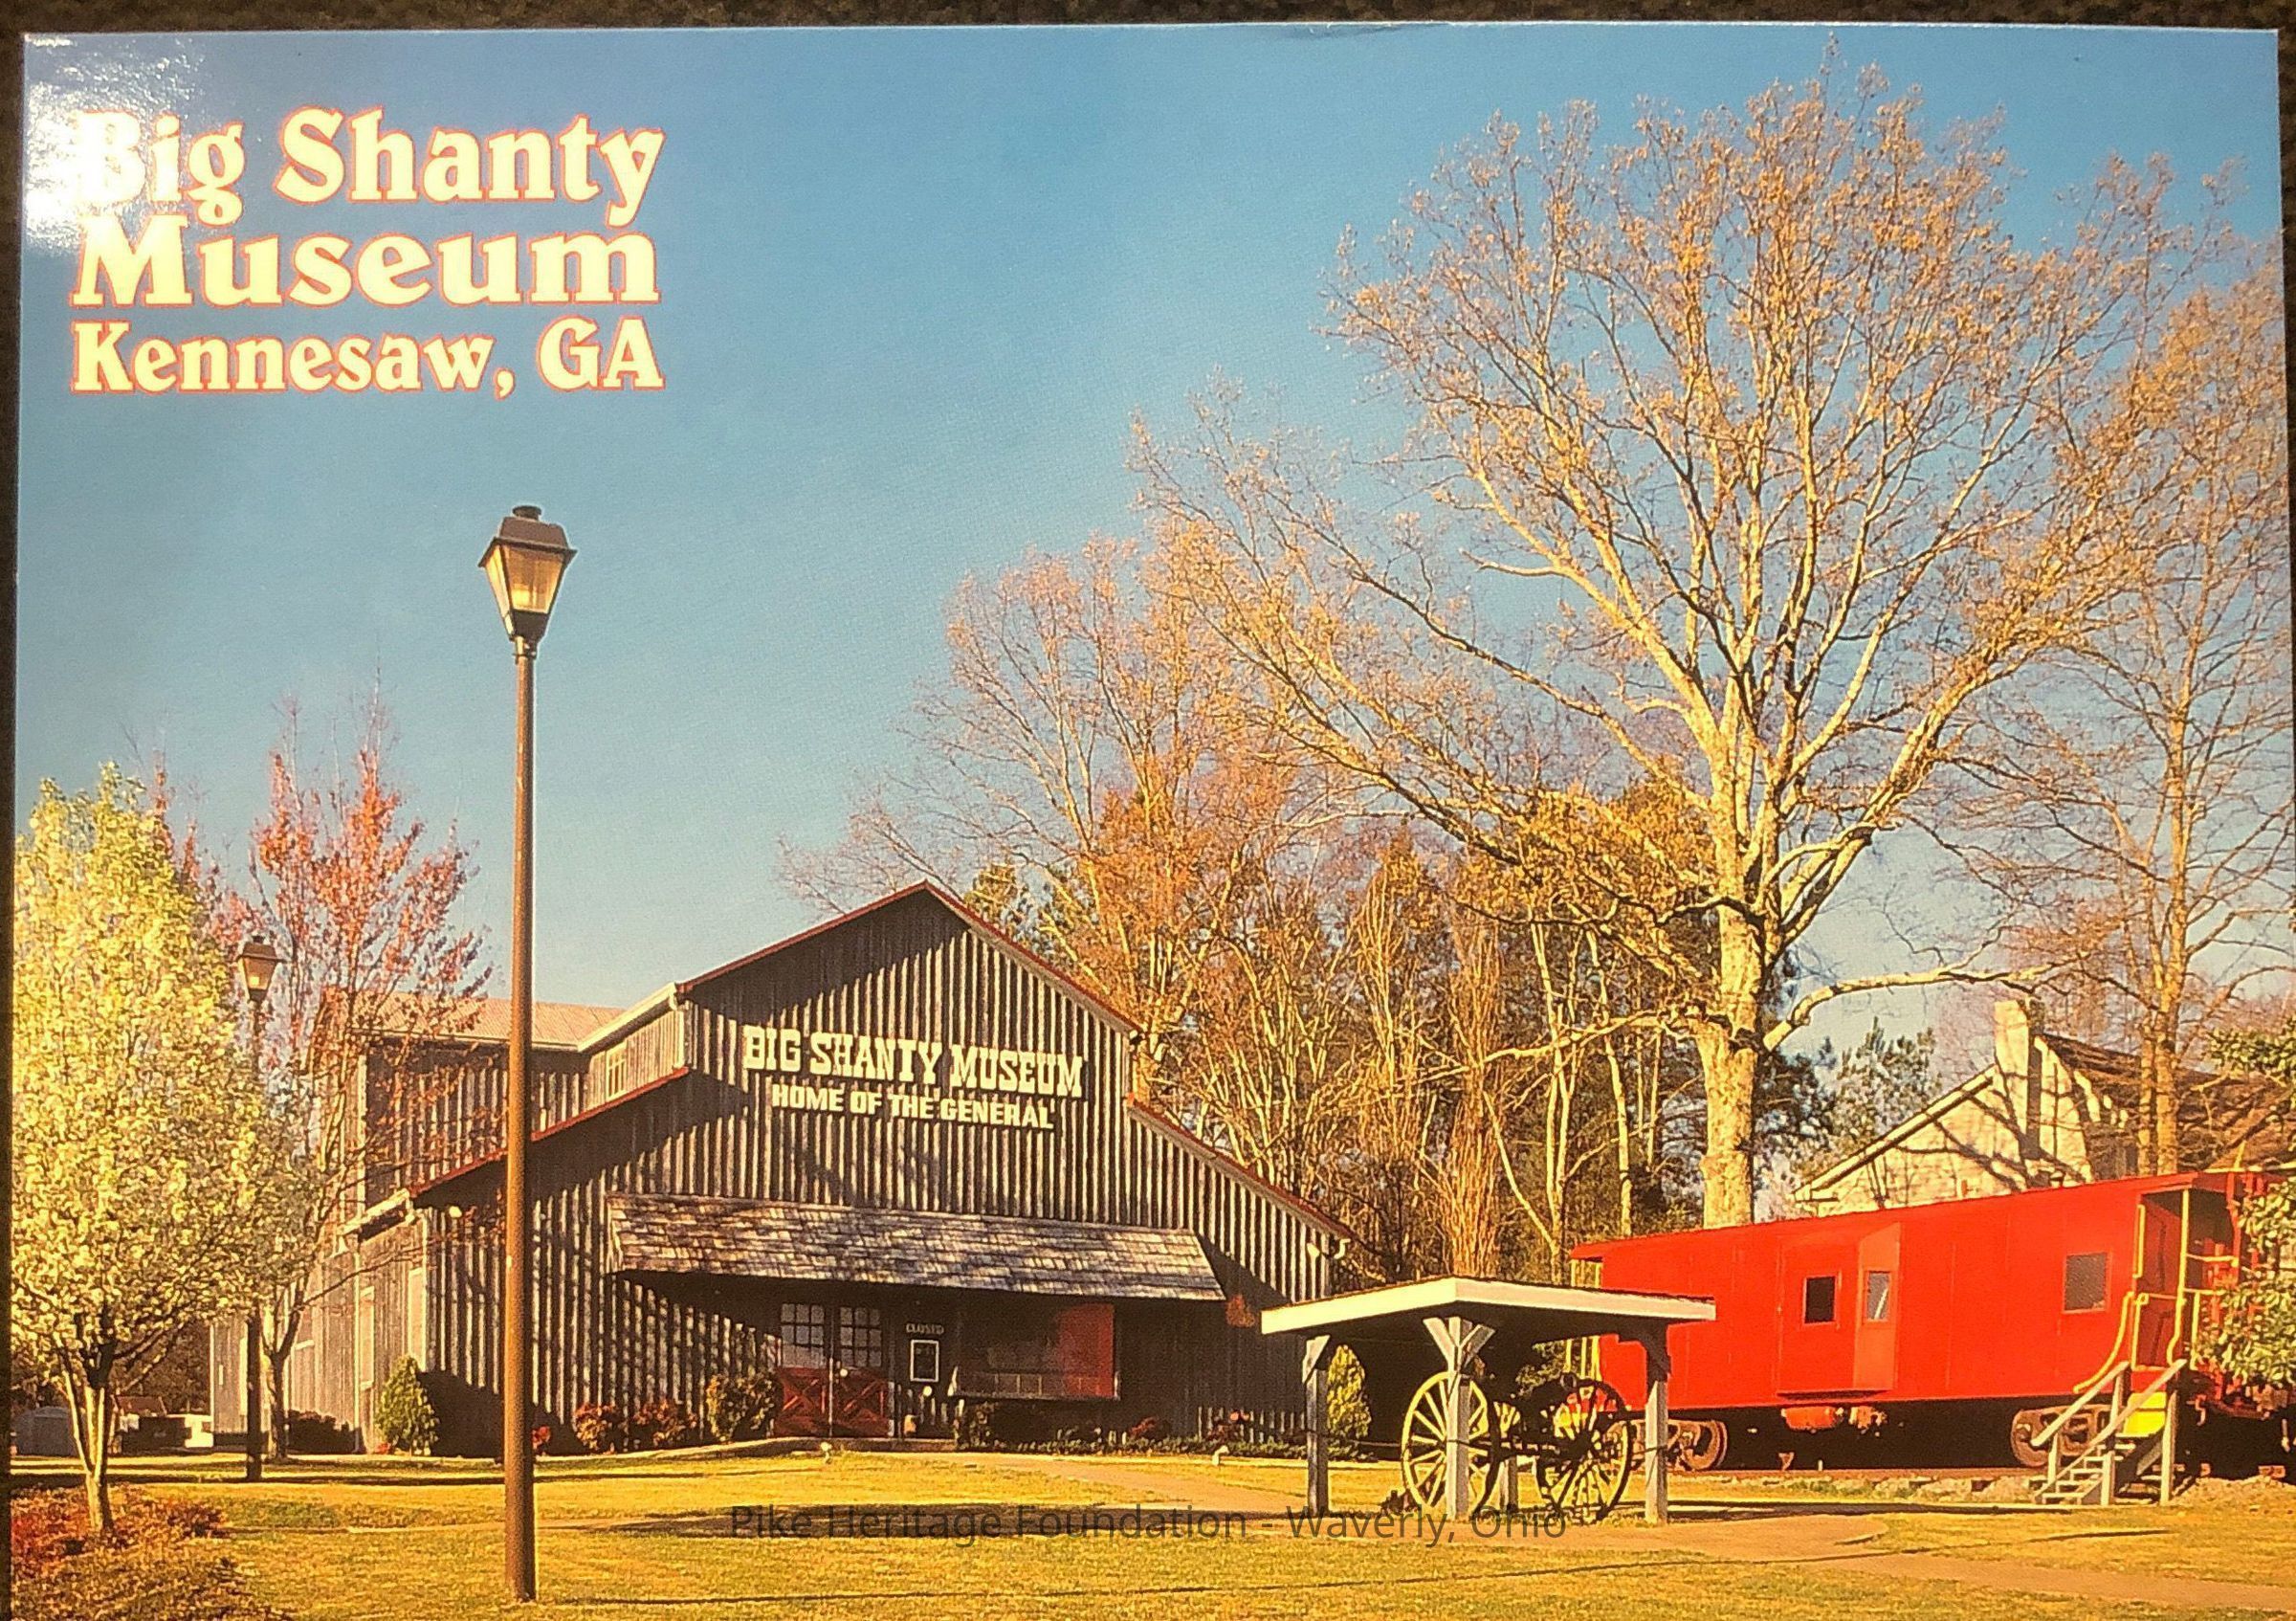 Big Shanty
Museum
Kennesaw, GA
BIG SHANTY MUSEUM
HOME OF THE GENERAL
CLOSED
Pike Heritage Foundation - Waverly, Ohio